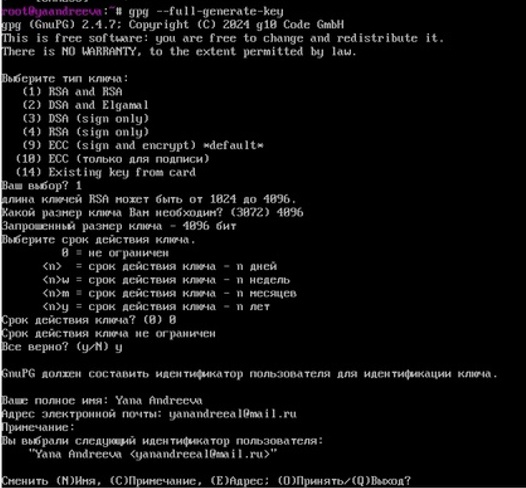 root@yaandreeva:~# gpg --full-generate-key
gpg (GnuPG) 2.4.7; Copyright (C) 2024 g10 Code GmbH
This is free software: you are free to change and redistribute it.
There is NO WARRANTY, to the extent permitted by law.
Выберите тип ключа:
(1) RSA and RSA
(2) DSA and Elgamal
(3) DSA (sign only)
(4) RSA (sign only)
(9) ECC (sign and encrypt) *default*
(10) ECC (только для подписи)
(14) Existing key from card
Ваш выбор? 1
длина ключей RSA может быть от 1024 до 4096.
Какой размер ключа Вам необходим? (3072) 4096
Запрошенный размер ключа - 4096 бит
Выберите срок действия ключа.
0 = не ограничен
<n> = срок действия ключа - n дней
<n>w = срок действия ключа - n недель
<n>m = срок действия ключа - n месяцев
<n>y = срок действия ключа - n лет
Срок действия ключа? (0) 0
Срок действия ключа не ограничен
Все верно? (y/N) y
GnuPG должен составить идентификатор пользователя для идентификации ключа.
Ваше полное имя: Yana Andreeva
Адрес электронной почты: yanandreea1@mail.ru
Примечание:
Вы выбрали следующий идентификатор пользователя:
"Yana Andreeva <yanandreea1@mail.ru>"
Сменить (N)Имя, (C)Примечание, (E)Адрес; (O)Принять/(Q)Выход?